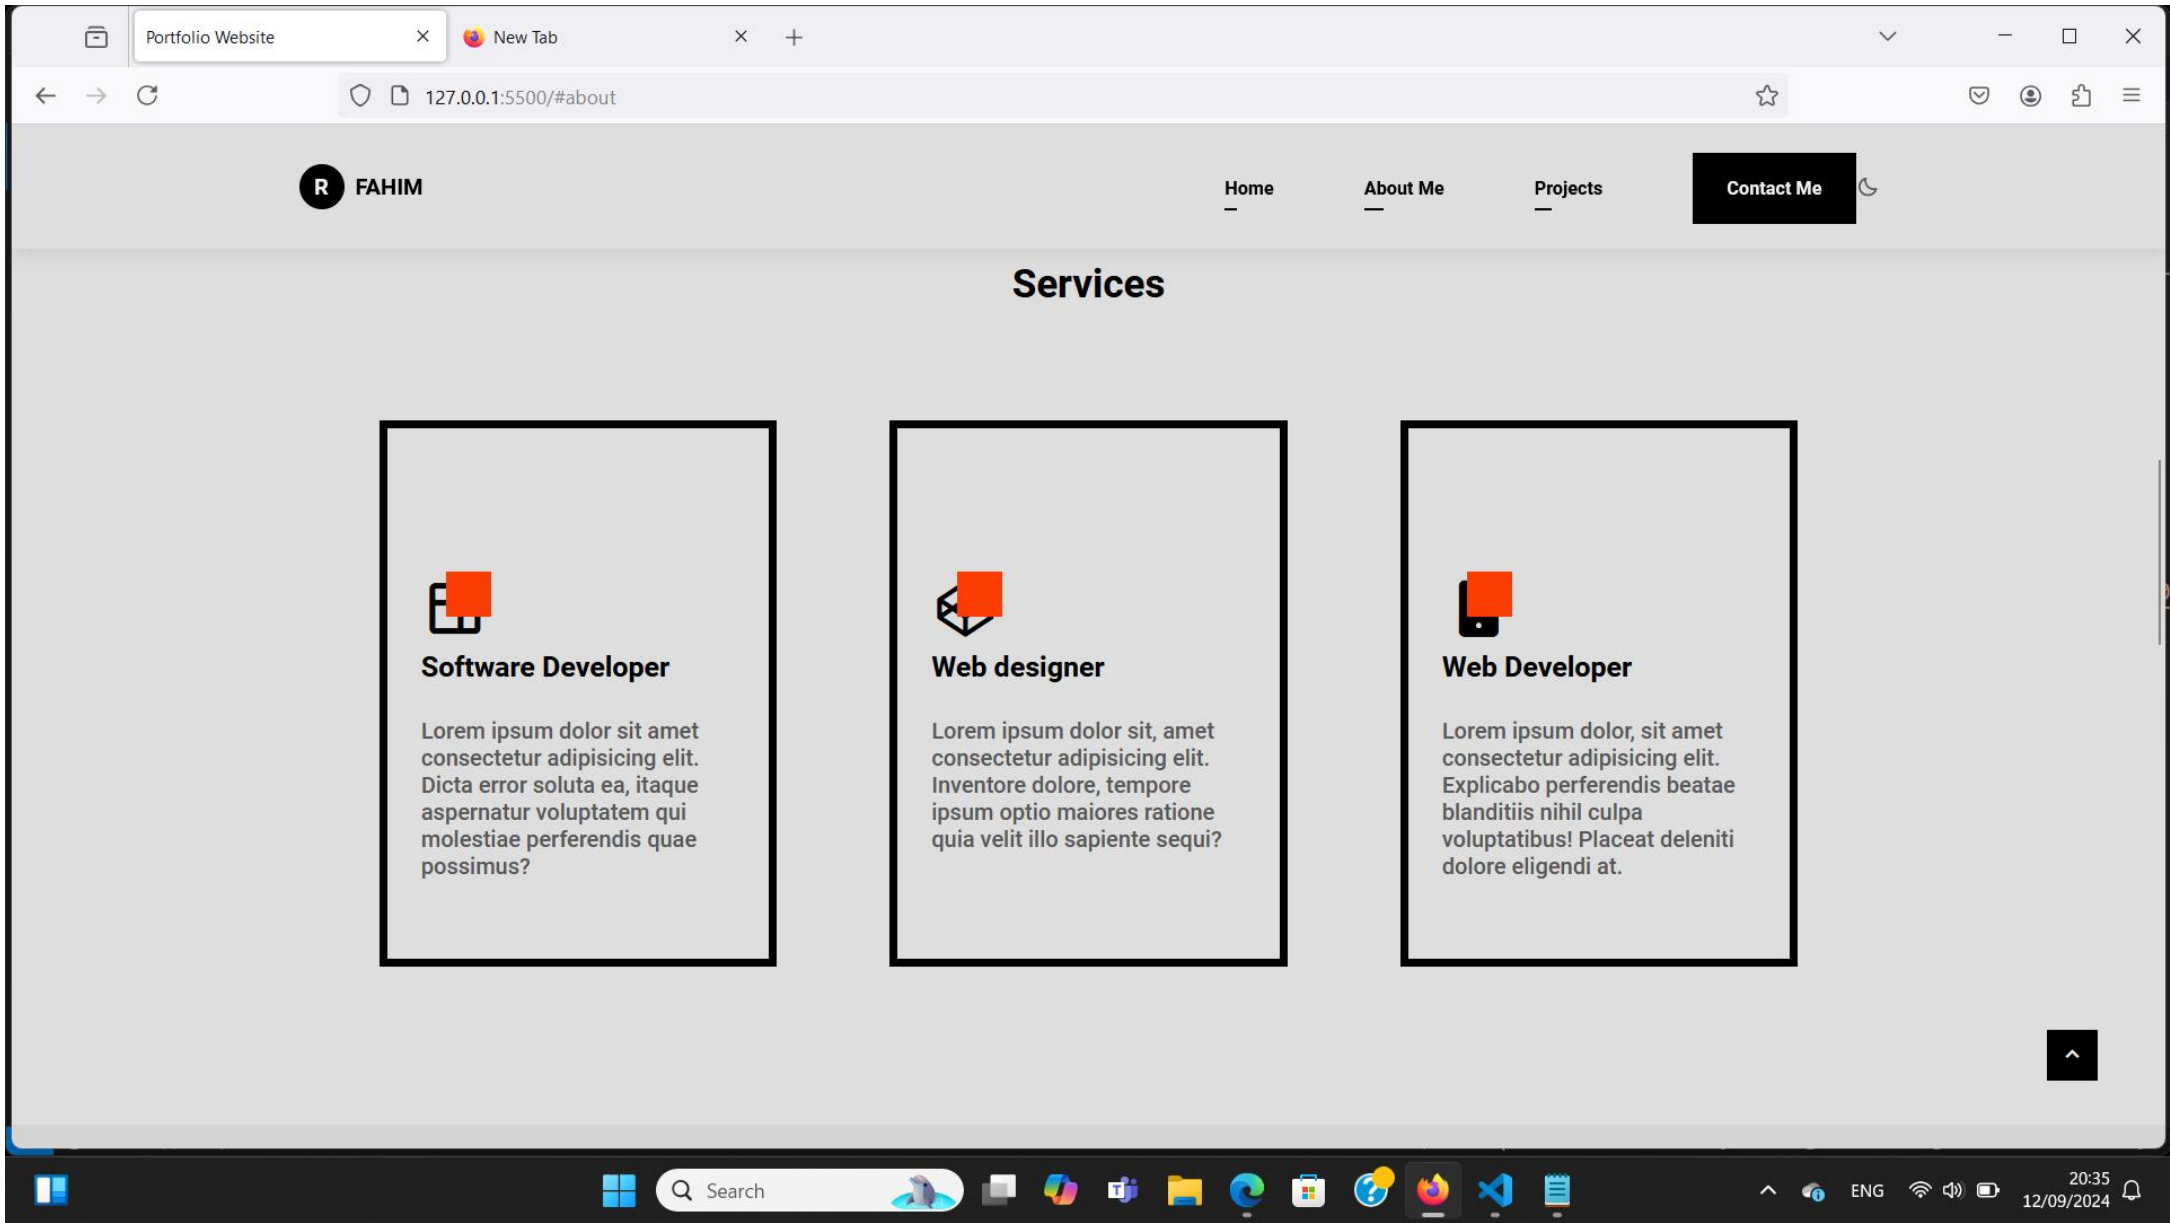 Portfolio Website
New Tab
127.0.0.1:5500/#about
R FAHIM
Home
About Me
Projects
Contact Me
Services
Software Developer
Lorem ipsum dolor sit amet
consectetur adipisicing elit.
Dicta error soluta ea, itaque
aspernatur voluptatem qui
molestiae perferendis quae
possimus?
Web designer
Lorem ipsum dolor sit, amet
consectetur adipisicing elit.
Inventore dolore, tempore
ipsum optio maiores ratione
quia velit illo sapiente sequi?
Web Developer
Lorem ipsum dolor, sit amet
consectetur adipisicing elit.
Explicabo perferendis beatae
blanditiis nihil culpa
voluptatibus! Placeat deleniti
dolore eligendi at.
Search
ENG
20:35
12/09/2024